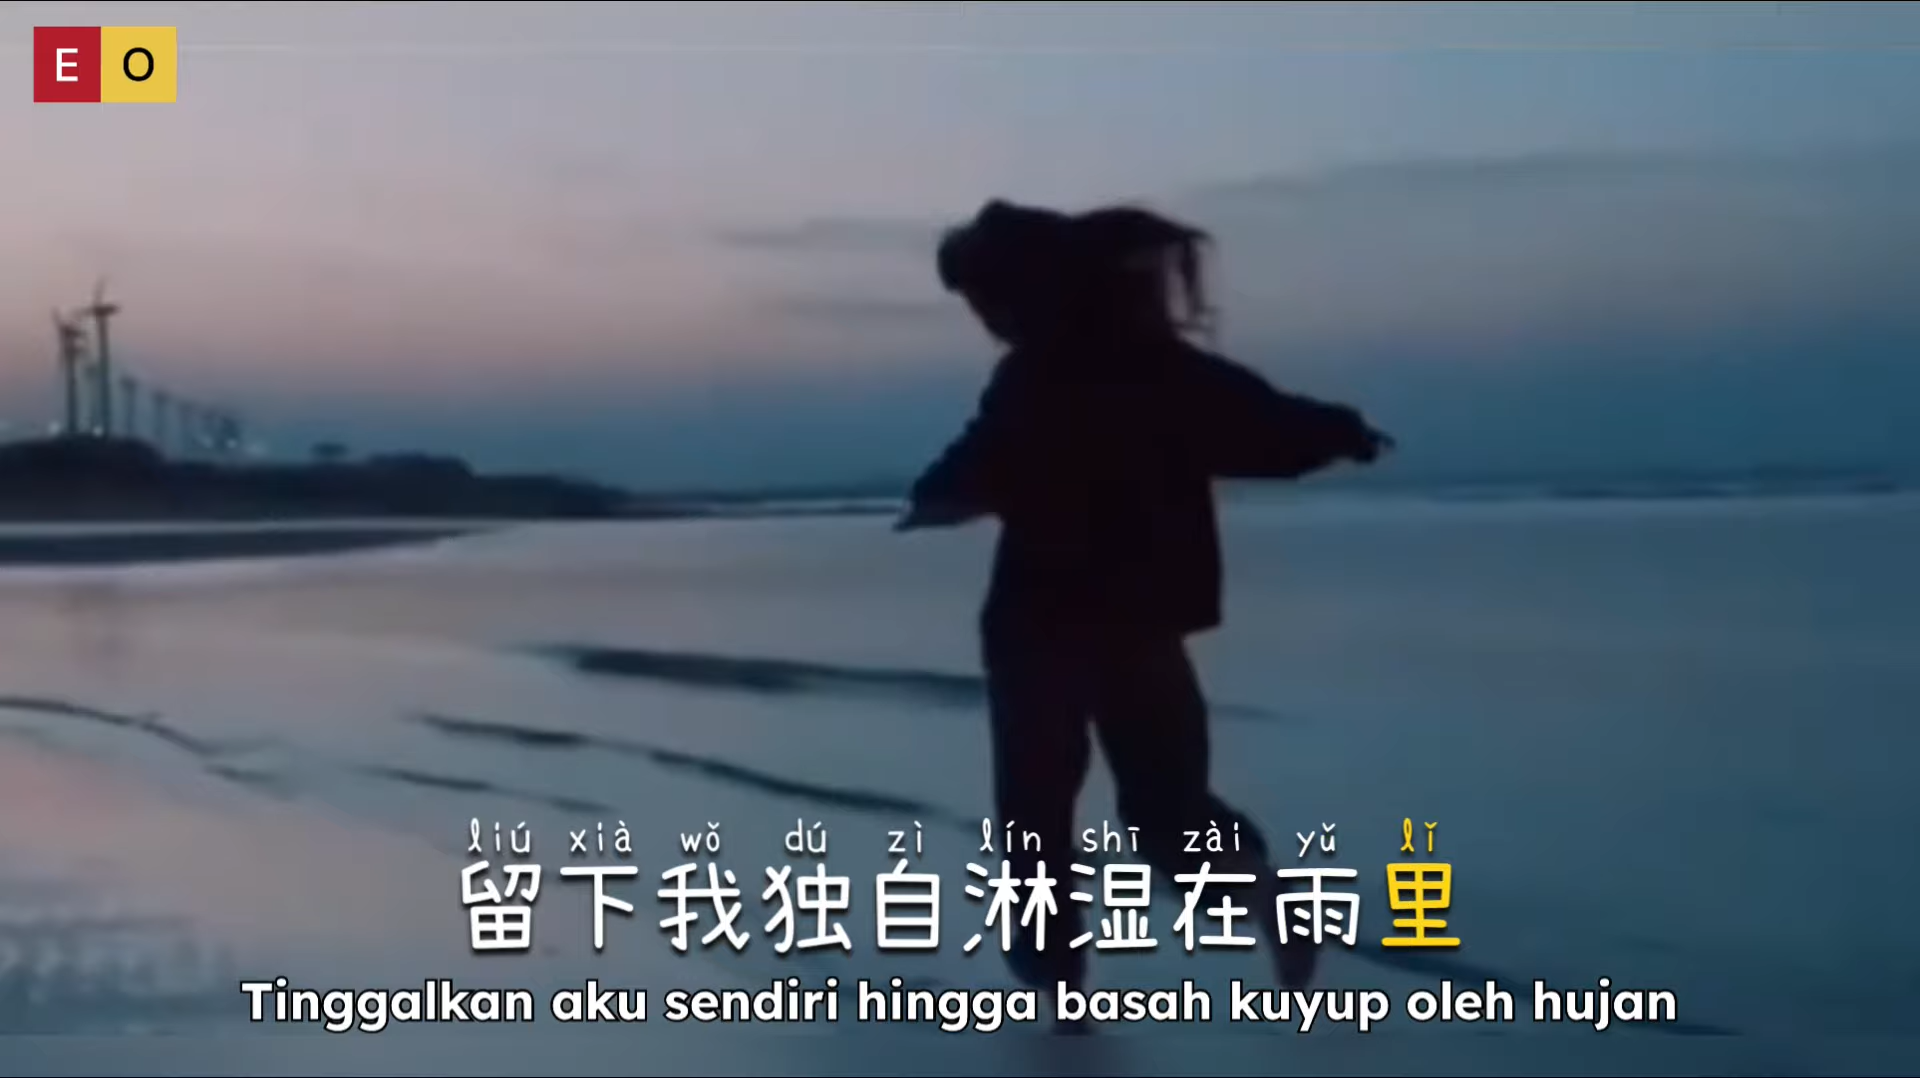 E O
liú xià wǒ dú zì lín shī zài yǔ lǐ
留下我独自淋湿在雨里
Tinggalkan aku sendiri hingga basah kuyup oleh hujan